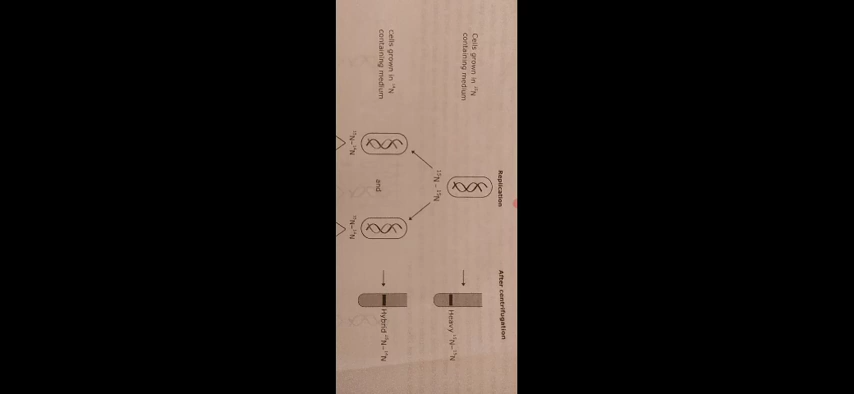 Replication
After centrifugation
Cells grown in ¹⁵N
containing medium
¹⁵N – ¹⁵N
Heavy ¹⁵N–¹⁵N
Cells grown in ¹⁴N
containing medium
and
¹⁵N–¹⁴N
¹⁵N–¹⁴N
Hybrid ¹⁵N–¹⁴N